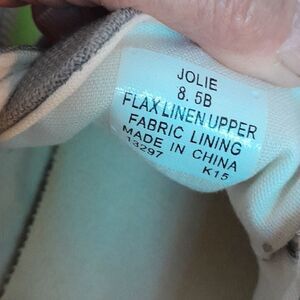 JOLIE
8.5B
FLAX LINEN UPPER
FABRIC LINING
MADE IN CHINA
13297 K15